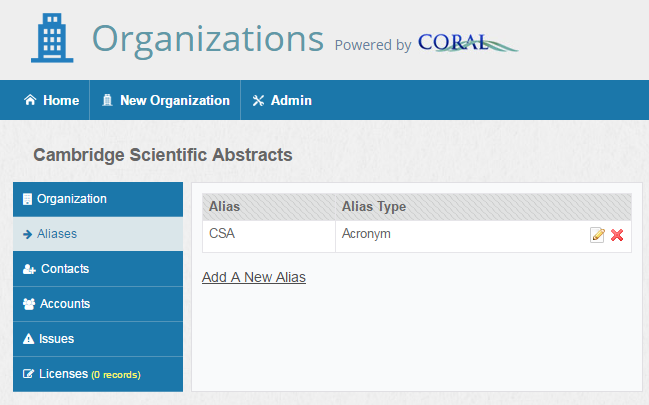 Organizations Powered by CORAL
Home New Organization Admin
Cambridge Scientific Abstracts
Organization
Aliases
Contacts
Accounts
Issues
Licenses (0 records)
Alias Alias Type
CSA Acronym
Add A New Alias